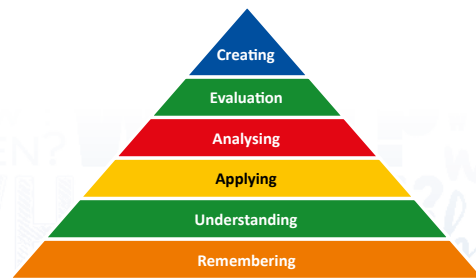 Creating
Evaluation
Analysing
Applying
Understanding
Remembering